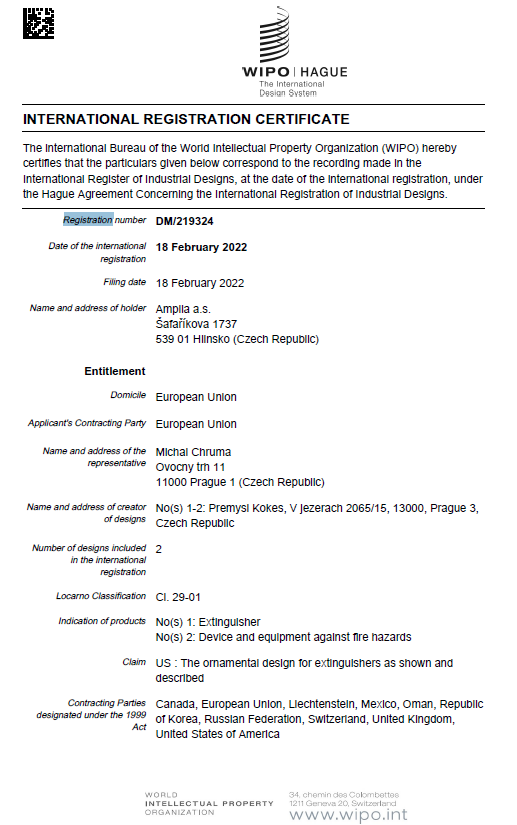 WIPO | HAGUE
The International
Design System
INTERNATIONAL REGISTRATION CERTIFICATE
The International Bureau of the World Intellectual Property Organization (WIPO) hereby
certifies that the particulars given below correspond to the recording made in the
International Register of Industrial Designs, at the date of the international registration, under
the Hague Agreement Concerning the International Registration of Industrial Designs.
Registration number DM/219324
Date of the international 18 February 2022
registration
Filing date 18 February 2022
Name and address of holder Ampila a.s.
Šafaříkova 1737
539 01 Hlinsko (Czech Republic)
Entitlement
Domicile European Union
Applicant's Contracting Party European Union
Name and address of the Michal Chruma
representative Ovocny trh 11
11000 Prague 1 (Czech Republic)
Name and address of creator No(s) 1-2: Premysl Kokes, V Jezerach 2065/15, 13000, Prague 3,
of designs Czech Republic
Number of designs included 2
in the international
registration
Locarno Classification Cl. 29-01
Indication of products No(s) 1: Extinguisher
No(s) 2: Device and equipment against fire hazards
Claim US : The ornamental design for extinguishers as shown and
described
Contracting Parties Canada, European Union, Liechtenstein, Mexico, Oman, Republic
designated under the 1999 of Korea, Russian Federation, Switzerland, United Kingdom,
Act United States of America
WORLD
INTELLECTUAL PROPERTY
ORGANIZATION
34, chemin des Colombettes
1211 Geneva 20, Switzerland
www.wipo.int